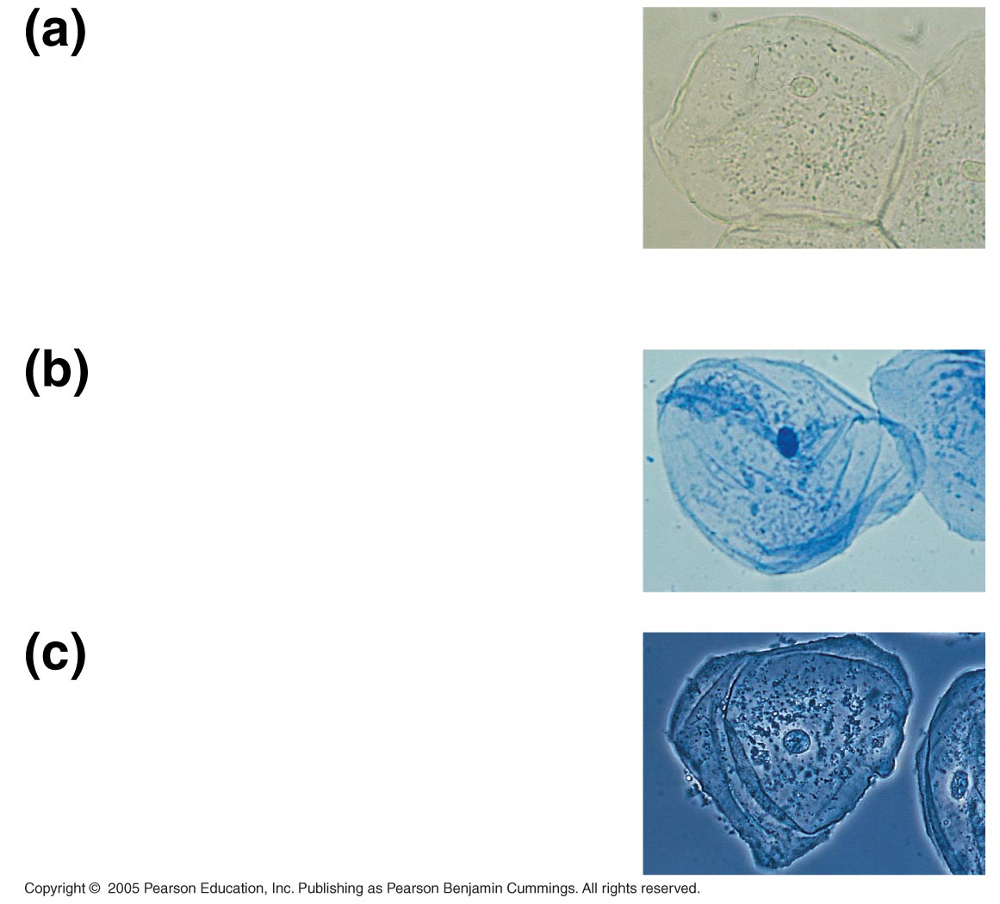 (a)
(b)
(c)
Copyright © 2005 Pearson Education, Inc. Publishing as Pearson Benjamin Cummings. All rights reserved.